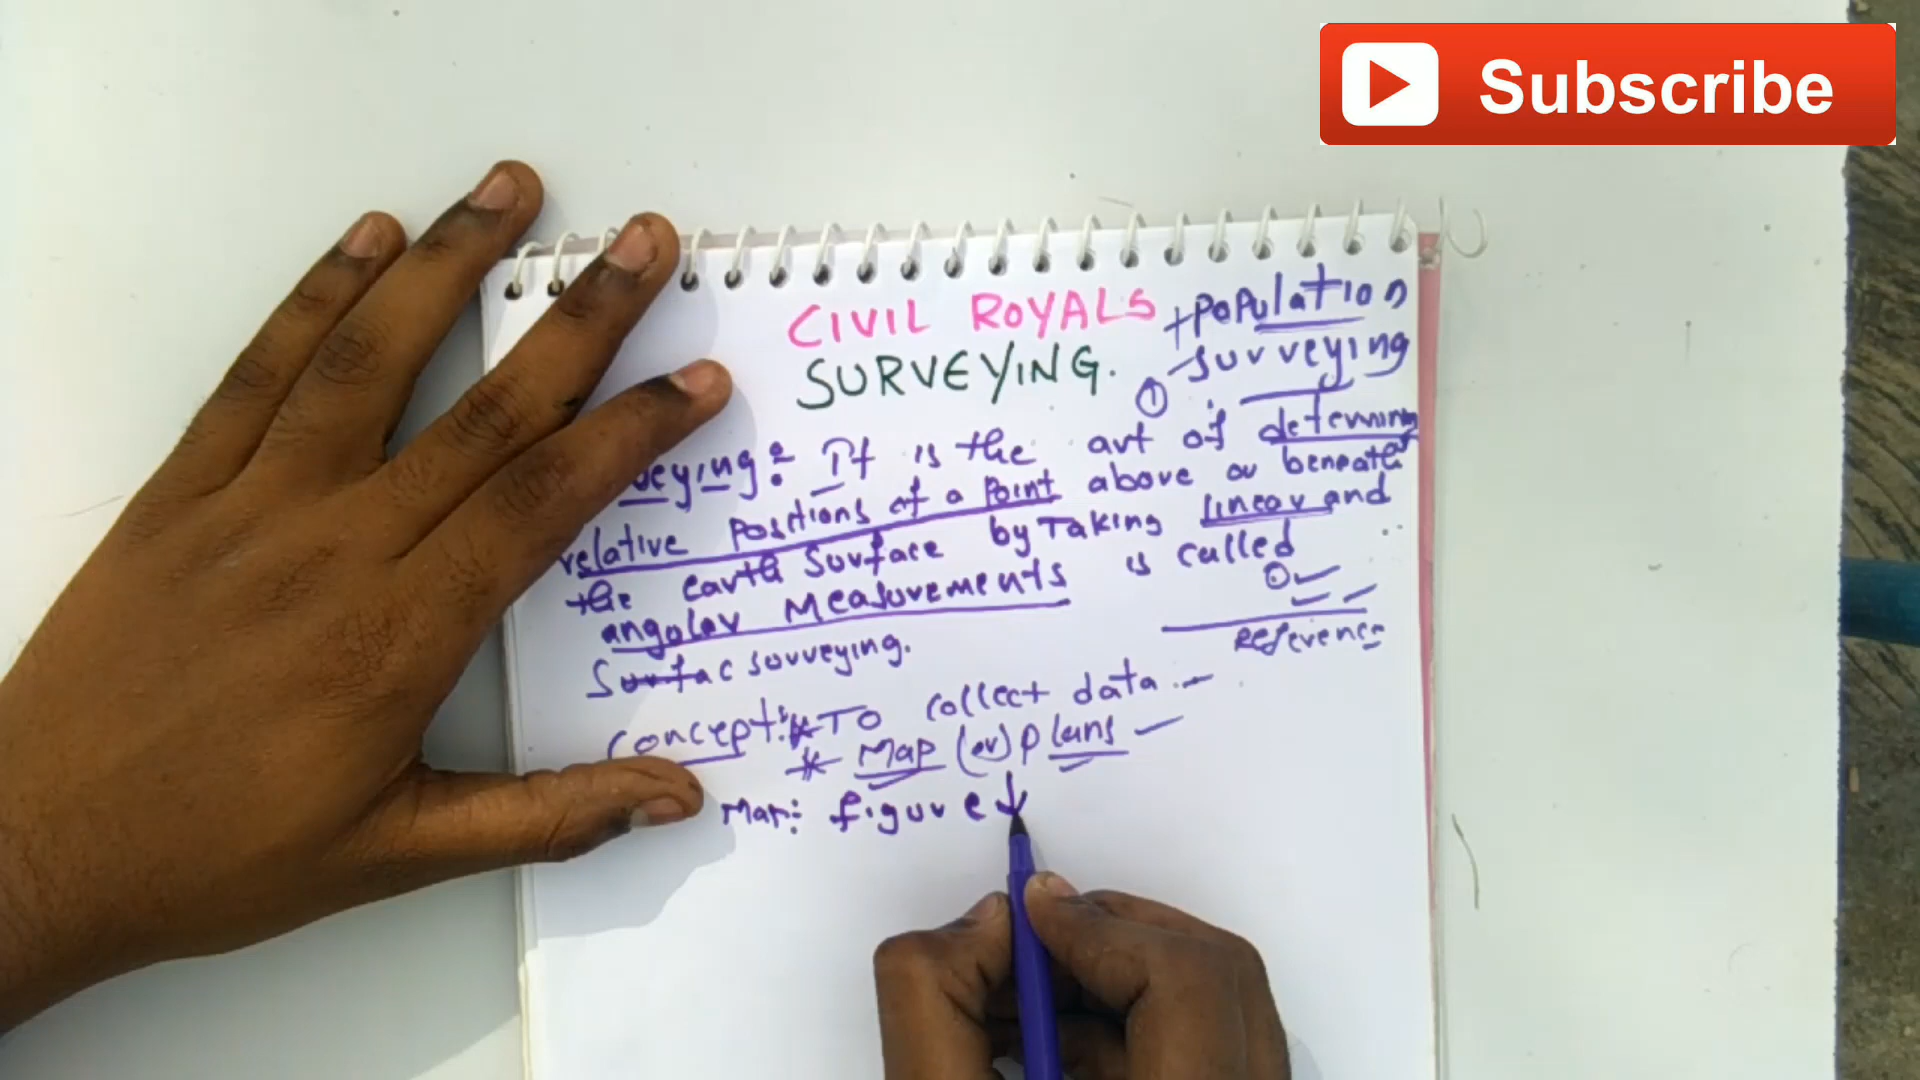 Subscribe
CIVIL ROYALS
SURVEYING.
+population
-surveying
①
veying: It is the art of determing
relative positions of a point above or beneath
the earth surface by Taking linear and
angular Measurements is called
Surfac surveying.
Reference
Concept: * TO collect data.-
* Map (or) plans
Map: figure ↓